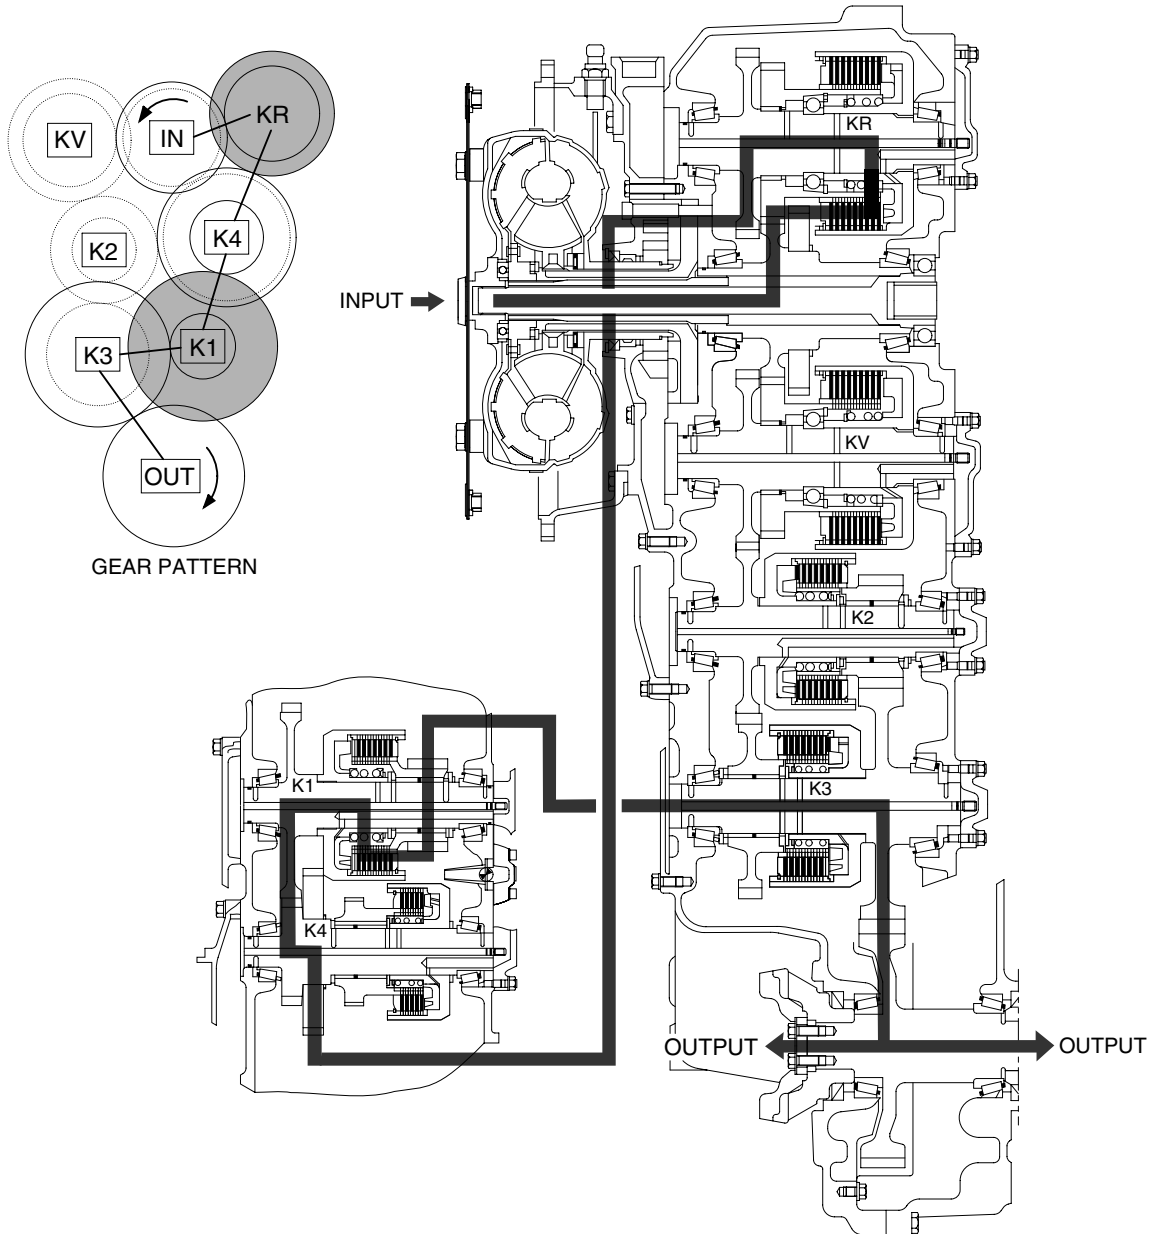 KV
IN
KR
K4
K2
K3
K1
OUT
GEAR PATTERN
INPUT
KR
KV
K2
K3
K1
K4
OUTPUT
OUTPUT